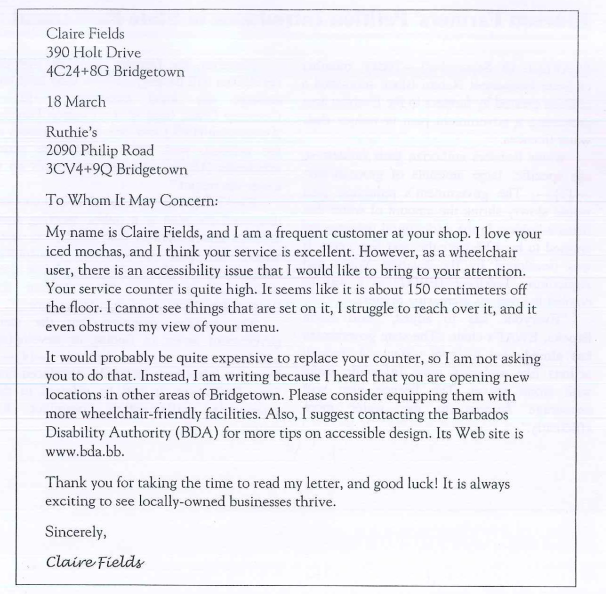 Claire Fields
390 Holt Drive
4C24+8G Bridgetown
18 March
Ruthie's
2090 Philip Road
3CV4+9Q Bridgetown
To Whom It May Concern:
My name is Claire Fields, and I am a frequent customer at your shop. I love your
iced mochas, and I think your service is excellent. However, as a wheelchair
user, there is an accessibility issue that I would like to bring to your attention.
Your service counter is quite high. It seems like it is about 150 centimeters off
the floor. I cannot see things that are set on it, I struggle to reach over it, and it
even obstructs my view of your menu.
It would probably be quite expensive to replace your counter, so I am not asking
you to do that. Instead, I am writing because I heard that you are opening new
locations in other areas of Bridgetown. Please consider equipping them with
more wheelchair-friendly facilities. Also, I suggest contacting the Barbados
Disability Authority (BDA) for more tips on accessible design. Its Web site is
www.bda.bb.
Thank you for taking the time to read my letter, and good luck! It is always
exciting to see locally-owned businesses thrive.
Sincerely,
Claire Fields